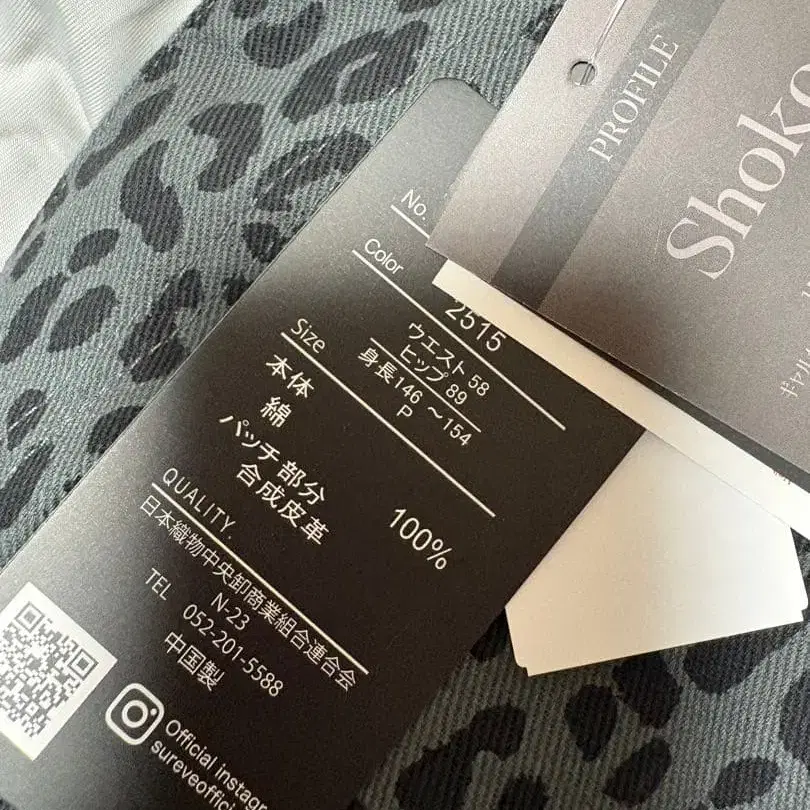 PROFILE
Shoko
No.
Color
2515
Size
ウエスト 58
ヒップ 89
身長146 ～154
P
本体
綿
100%
パッチ部分
合成皮革
QUALITY.
日本織物中央卸商業組合連合会
N-23
TEL 052-201-5588
中国製
Official instagr
sureveoffici